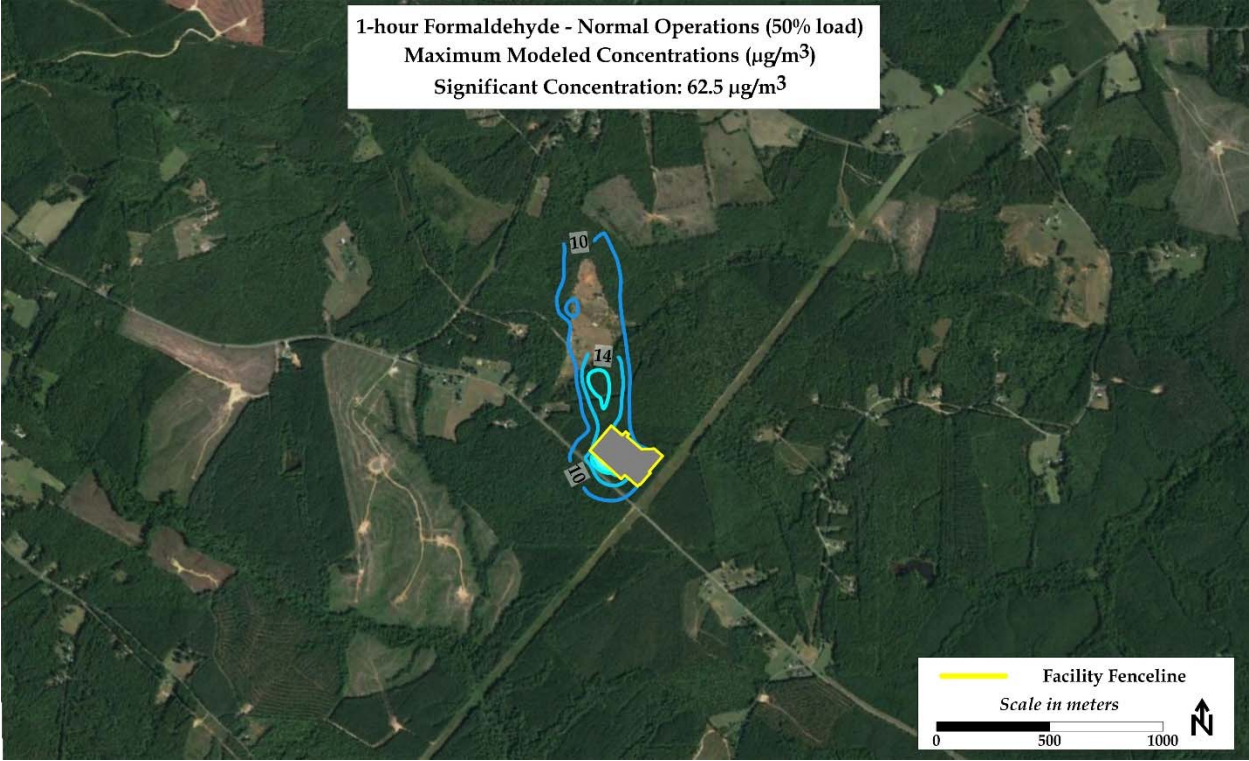 1-hour Formaldehyde - Normal Operations (50% load)
Maximum Modeled Concentrations (µg/m³)
Significant Concentration: 62.5 µg/m³
10
14
10
Facility Fenceline
Scale in meters
N
0 500 1000